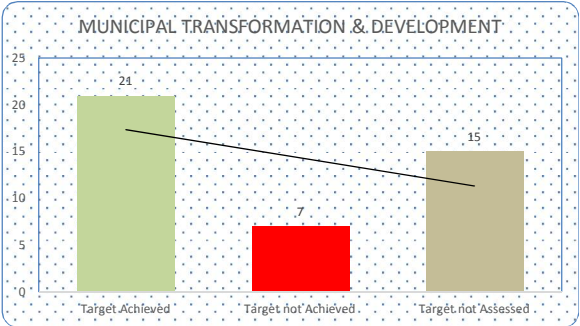 MUNICIPAL TRANSFORMATION & DEVELOPMENT
25
20
15
10
5
0
21
7
15
Target Achieved
Target not Achieved
Target not Assessed